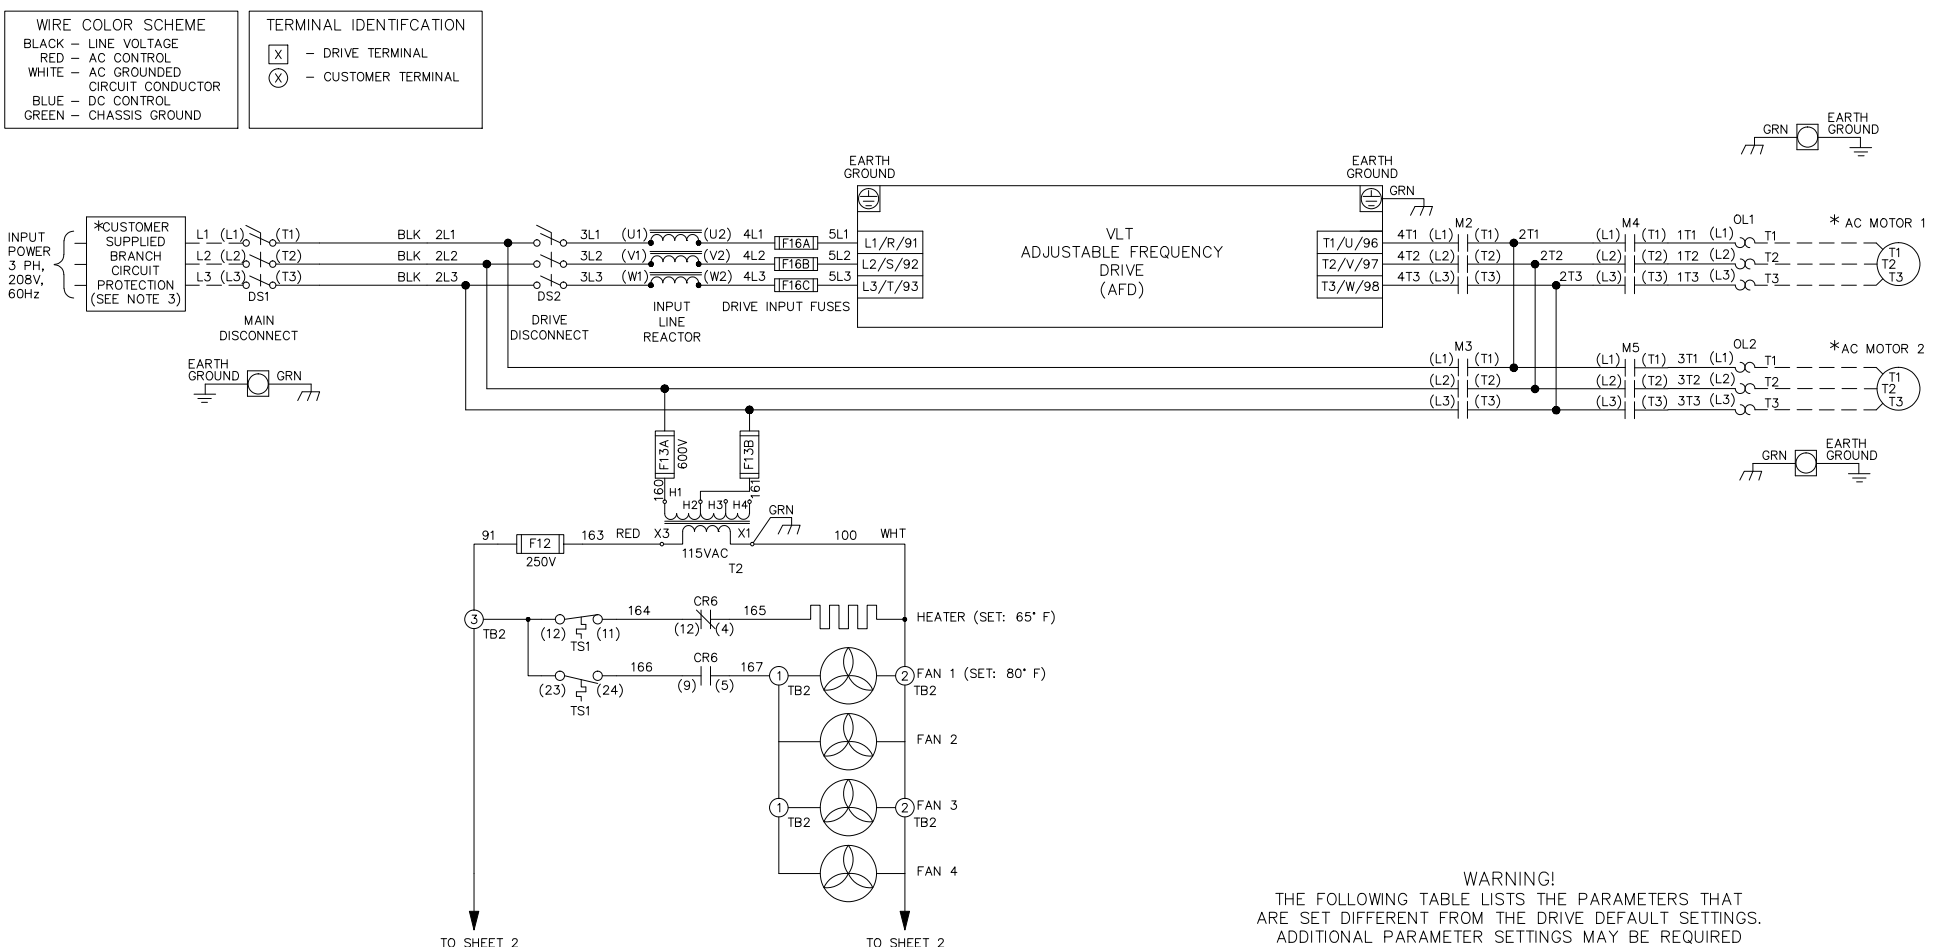 WIRE COLOR SCHEME
BLACK – LINE VOLTAGE
RED – AC CONTROL
WHITE – AC GROUNDED
CIRCUIT CONDUCTOR
BLUE – DC CONTROL
GREEN – CHASSIS GROUND
TERMINAL IDENTIFCATION
X – DRIVE TERMINAL
X – CUSTOMER TERMINAL
INPUT
POWER
3 PH,
208V,
60Hz
*CUSTOMER
SUPPLIED
BRANCH
CIRCUIT
PROTECTION
(SEE NOTE 3)
L1 (L1) (T1) BLK 2L1
L2 (L2) (T2) BLK 2L2
L3 (L3) (T3) BLK 2L3
DS1
MAIN
DISCONNECT
EARTH
GROUND GRN
3L1 (U1) (U2) 4L1 F16A 5L1
3L2 (V1) (V2) 4L2 F16B 5L2
3L3 (W1) (W2) 4L3 F16C 5L3
DS2
DRIVE
DISCONNECT
INPUT
LINE
REACTOR
DRIVE INPUT FUSES
EARTH
GROUND
L1/R/91
L2/S/92
L3/T/93
VLT
ADJUSTABLE FREQUENCY
DRIVE
(AFD)
EARTH
GROUND
GRN
T1/U/96
T2/V/97
T3/W/98
M2 M4 OL1
4T1 (L1) (T1) 2T1 (L1) (T1) 1T1 (L1) T1
4T2 (L2) (T2) 2T2 (L2) (T2) 1T2 (L2) T2
4T3 (L3) (T3) 2T3 (L3) (T3) 1T3 (L3) T3
* AC MOTOR 1
T1
T2
T3
GRN EARTH
GROUND
M3 M5 OL2
(L1) (T1) (L1) (T1) 3T1 (L1) T1
(L2) (T2) (L2) (T2) 3T2 (L2) T2
(L3) (T3) (L3) (T3) 3T3 (L3) T3
*AC MOTOR 2
T1
T2
T3
GRN EARTH
GROUND
F13A
600V
F13B
160
161
H1
H2 H3 H4
GRN
91 F12 163 RED X3 X1 100 WHT
250V
115VAC
T2
3
TB2
(12) (11) 164 CR6 165
TS1
(12) (4)
HEATER (SET: 65° F)
(23) (24) 166 CR6 167
TS1
(9) (5)
1
TB2
2
TB2
FAN 1 (SET: 80° F)
FAN 2
1
TB2
2
TB2
FAN 3
FAN 4
TO SHEET 2
TO SHEET 2
WARNING!
THE FOLLOWING TABLE LISTS THE PARAMETERS THAT
ARE SET DIFFERENT FROM THE DRIVE DEFAULT SETTINGS.
ADDITIONAL PARAMETER SETTINGS MAY BE REQUIRED